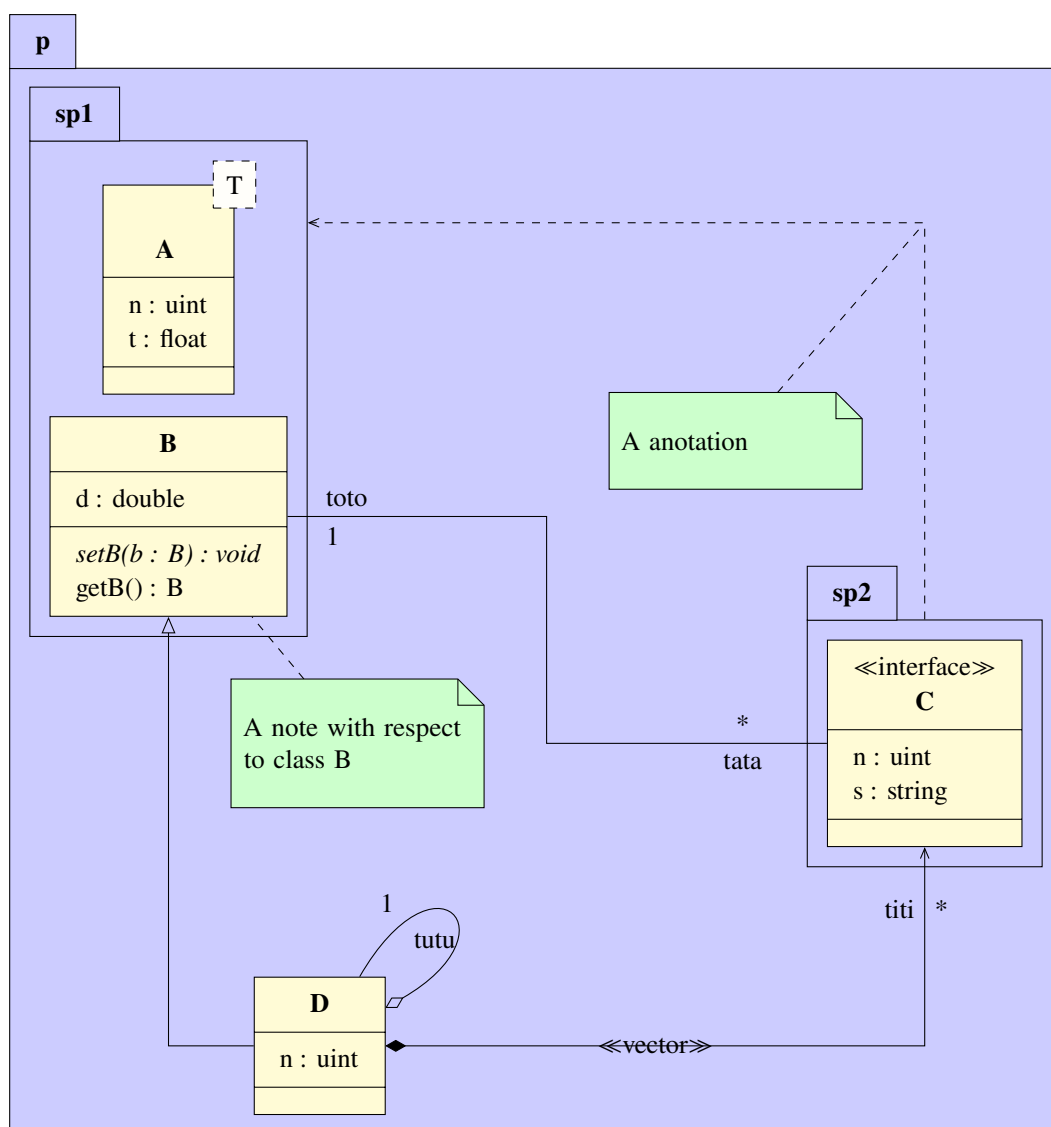 p
sp1
T
A
n : uint
t : float
B
d : double
setB(b : B) : void
getB() : B
toto
1
A anotation
sp2
≪interface≫
C
n : uint
s : string
*
tata
A note with respect
to class B
titi
*
1
tutu
D
n : uint
≪vector≫